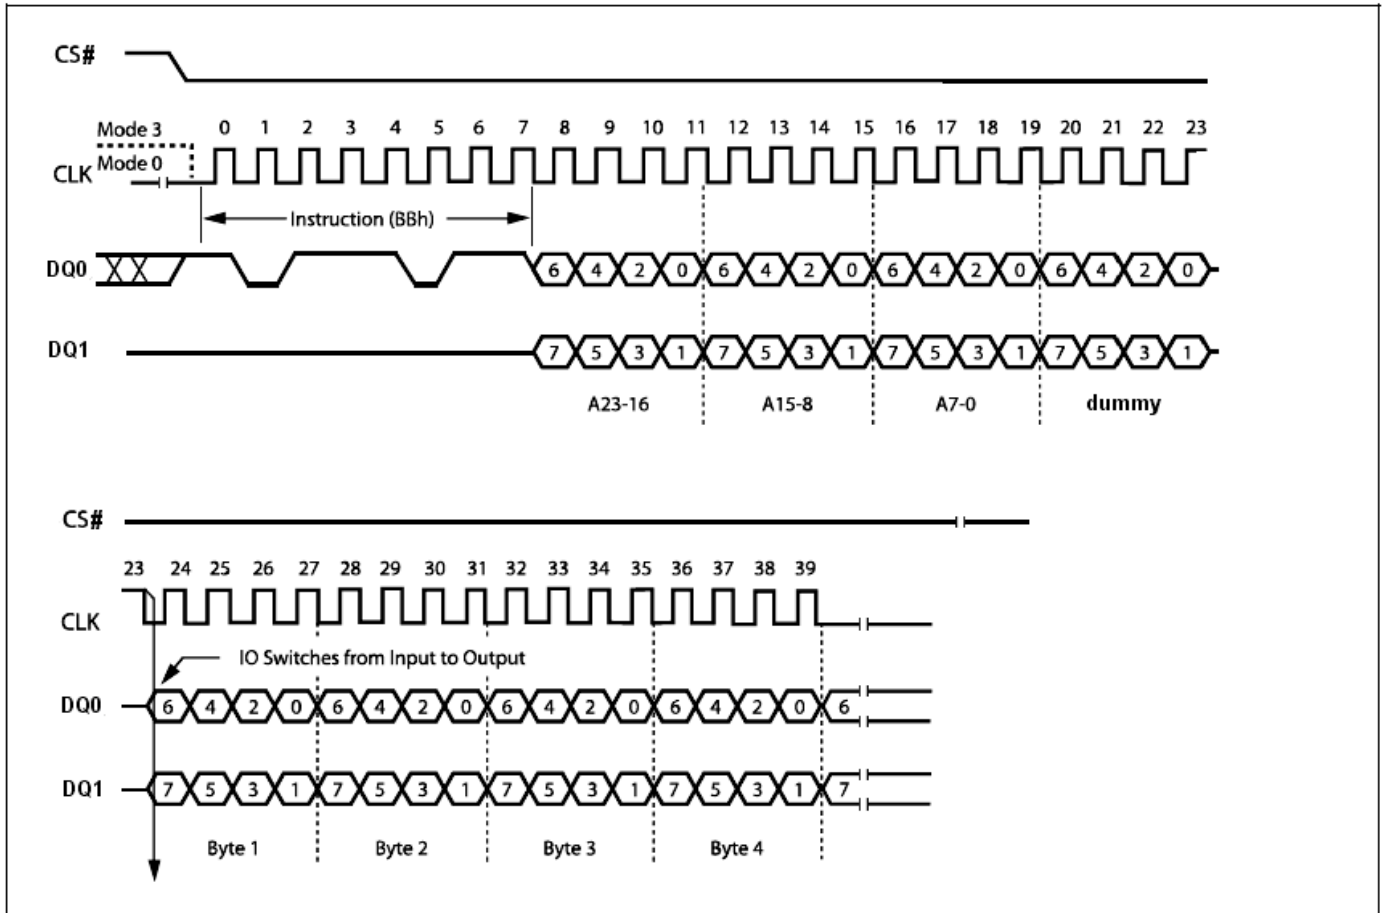 CS#
Mode 3 0 1 2 3 4 5 6 7 8 9 10 11 12 13 14 15 16 17 18 19 20 21 22 23
Mode 0
CLK
Instruction (BBh)
DQ0 6 4 2 0 6 4 2 0 6 4 2 0 6 4 2 0
DQ1 7 5 3 1 7 5 3 1 7 5 3 1 7 5 3 1
A23-16 A15-8 A7-0 dummy
CS#
23 24 25 26 27 28 29 30 31 32 33 34 35 36 37 38 39
CLK
IO Switches from Input to Output
DQ0 6 4 2 0 6 4 2 0 6 4 2 0 6 4 2 0 6
DQ1 7 5 3 1 7 5 3 1 7 5 3 1 7 5 3 1 7
Byte 1 Byte 2 Byte 3 Byte 4